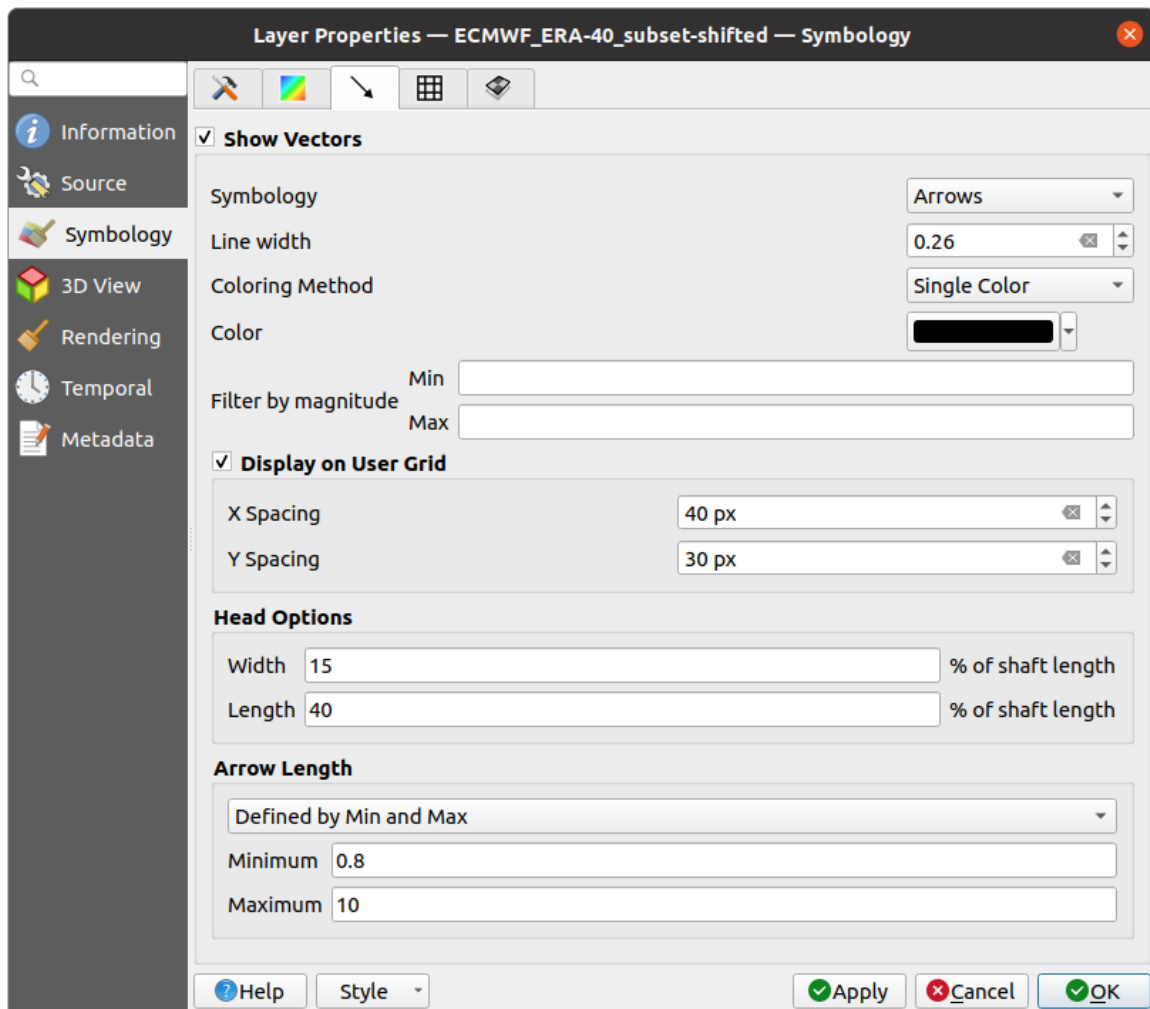 Layer Properties — ECMWF_ERA-40_subset-shifted — Symbology
Information
Source
Symbology
3D View
Rendering
Temporal
Metadata
Show Vectors
Symbology Arrows
Line width 0.26
Coloring Method Single Color
Color
Filter by magnitude
Min
Max
Display on User Grid
X Spacing 40 px
Y Spacing 30 px
Head Options
Width 15 % of shaft length
Length 40 % of shaft length
Arrow Length
Defined by Min and Max
Minimum 0.8
Maximum 10
Help Style Apply Cancel OK